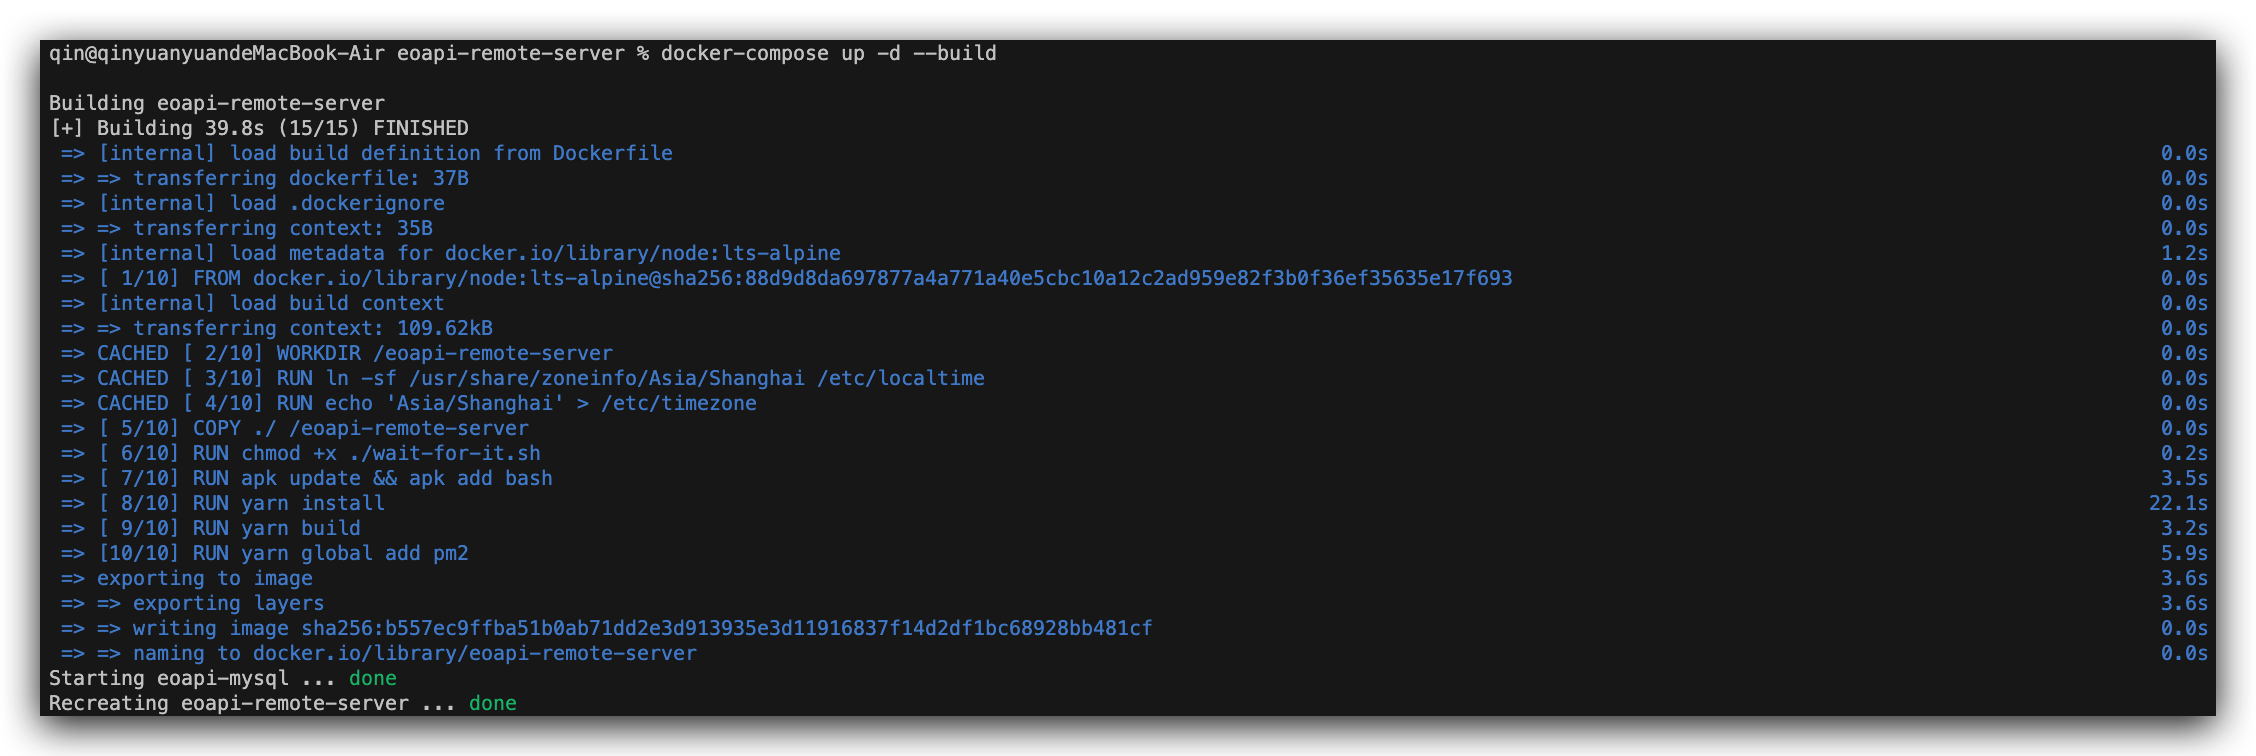 qin@qinyuanyuandeMacBook-Air eoapi-remote-server % docker-compose up -d --build
Building eoapi-remote-server
[+] Building 39.8s (15/15) FINISHED
=> [internal] load build definition from Dockerfile 0.0s
=> => transferring dockerfile: 37B 0.0s
=> [internal] load .dockerignore 0.0s
=> => transferring context: 35B 0.0s
=> [internal] load metadata for docker.io/library/node:lts-alpine 1.2s
=> [ 1/10] FROM docker.io/library/node:lts-alpine@sha256:88d9d8da697877a4a771a40e5cbc10a12c2ad959e82f3b0f36ef35635e17f693 0.0s
=> [internal] load build context 0.0s
=> => transferring context: 109.62kB 0.0s
=> CACHED [ 2/10] WORKDIR /eoapi-remote-server 0.0s
=> CACHED [ 3/10] RUN ln -sf /usr/share/zoneinfo/Asia/Shanghai /etc/localtime 0.0s
=> CACHED [ 4/10] RUN echo 'Asia/Shanghai' > /etc/timezone 0.0s
=> [ 5/10] COPY ./ /eoapi-remote-server 0.0s
=> [ 6/10] RUN chmod +x ./wait-for-it.sh 0.2s
=> [ 7/10] RUN apk update && apk add bash 3.5s
=> [ 8/10] RUN yarn install 22.1s
=> [ 9/10] RUN yarn build 3.2s
=> [10/10] RUN yarn global add pm2 5.9s
=> exporting to image 3.6s
=> => exporting layers 3.6s
=> => writing image sha256:b557ec9ffba51b0ab71dd2e3d913935e3d11916837f14d2df1bc68928bb481cf 0.0s
=> => naming to docker.io/library/eoapi-remote-server 0.0s
Starting eoapi-mysql ... done
Recreating eoapi-remote-server ... done